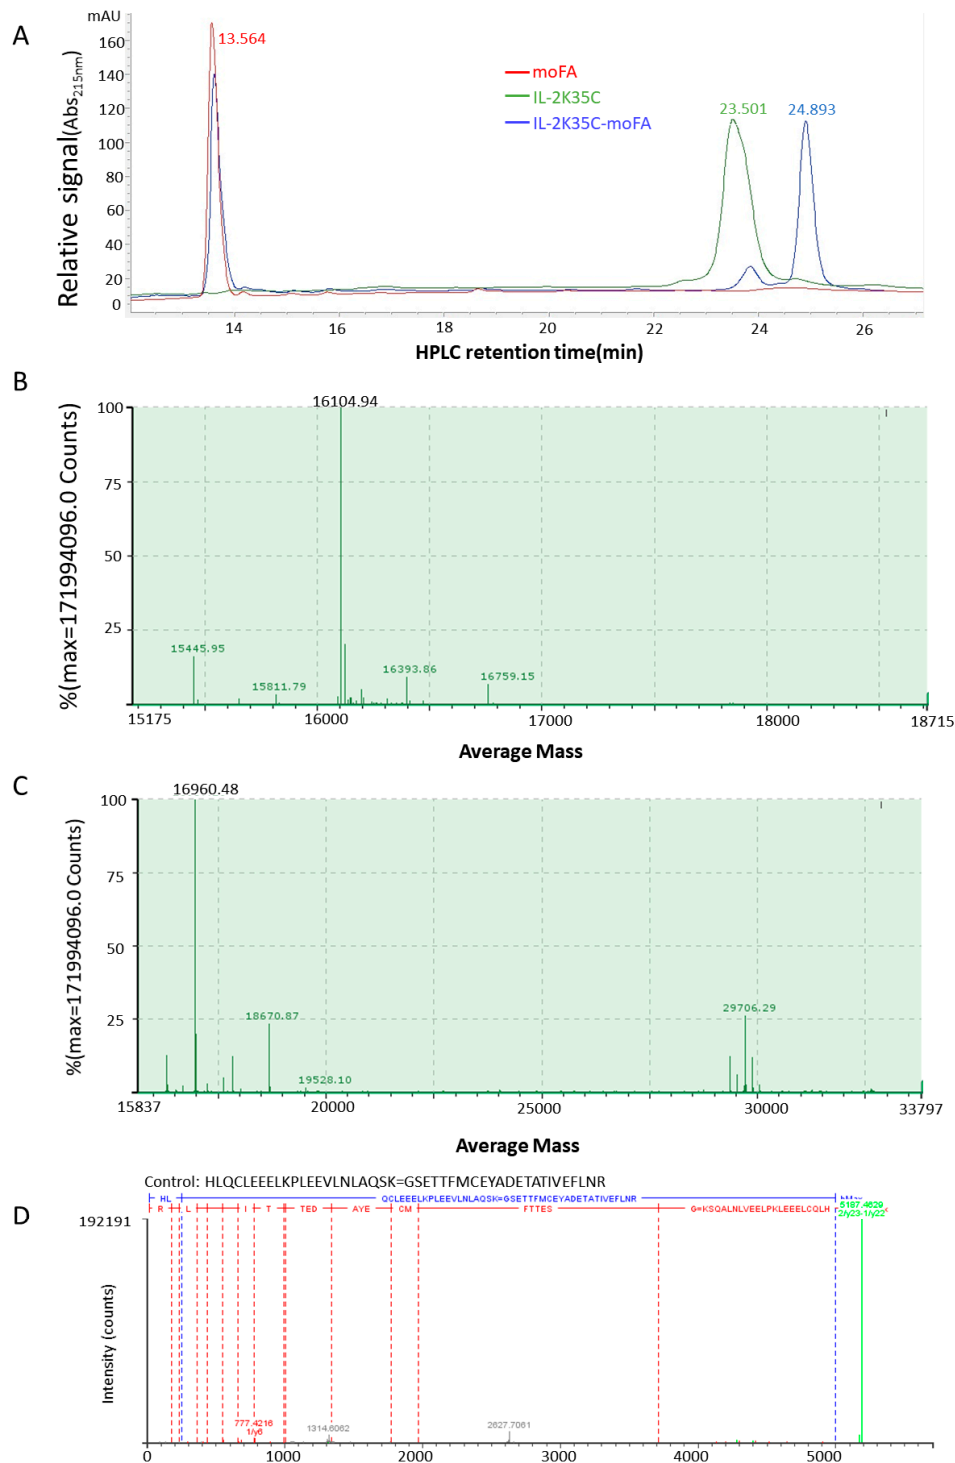 A
mAU
160
140
120
100
80
60
40
20
0
Relative signal(Abs215nm)
13.564
moFA
IL-2K35C
IL-2K35C-moFA
23.501
24.893
14
16
18
20
22
24
26
HPLC retention time(min)
B
16104.94
100
75
50
25
%(max=171994096.0 Counts)
15445.95
15811.79
16393.86
16759.15
15175
16000
17000
18000
18715
Average Mass
C
16960.48
100
75
50
25
%(max=171994096.0 Counts)
18670.87
19528.10
29706.29
15837
20000
25000
30000
33797
Average Mass
Control: HLQCLEEELKPLEEVLNLAQSK=GSETTFMCEYADETATIVEFLNR
D
HL
QCLEEELKPLEEVLNLAQSK=GSETTFMCEYADETATIVEFLNR
R
L
I
T
TED
AYE
CM
FTTES
G=KSQALNLVEELPKLEEELCQLH
5187.4629
2/y23-1/y22
192191
Intensity (counts)
777.4216
1/y6
1314.6062
2627.7061
0
1000
2000
3000
4000
5000